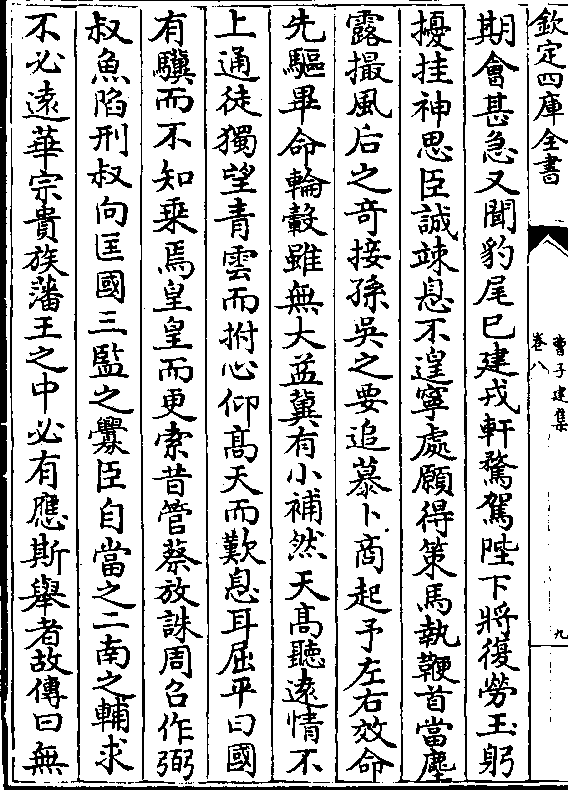 欽定四庫全書
曹子建集
卷八
九
期會甚急又聞豹尾已建戎軒騖駕陛下將復勞玉躬
擾挂神思臣誠竦息不遑寧處願得策馬執鞭首當塵
露撮風后之奇接孫吳之要追慕卜商起予左右效命
先驅畢命輪轂雖無大益冀有小補然天髙聽遠情不
上通徒獨望青雲而拊心仰髙天而歎息耳屈平曰國
有驥而不知乗焉皇皇而更索昔管蔡放誅周召作弼
叔魚陷刑叔向匡國三監之釁臣自當之二南之輔求
不必遠華宗貴族藩王之中必有應斯舉者故傳曰無